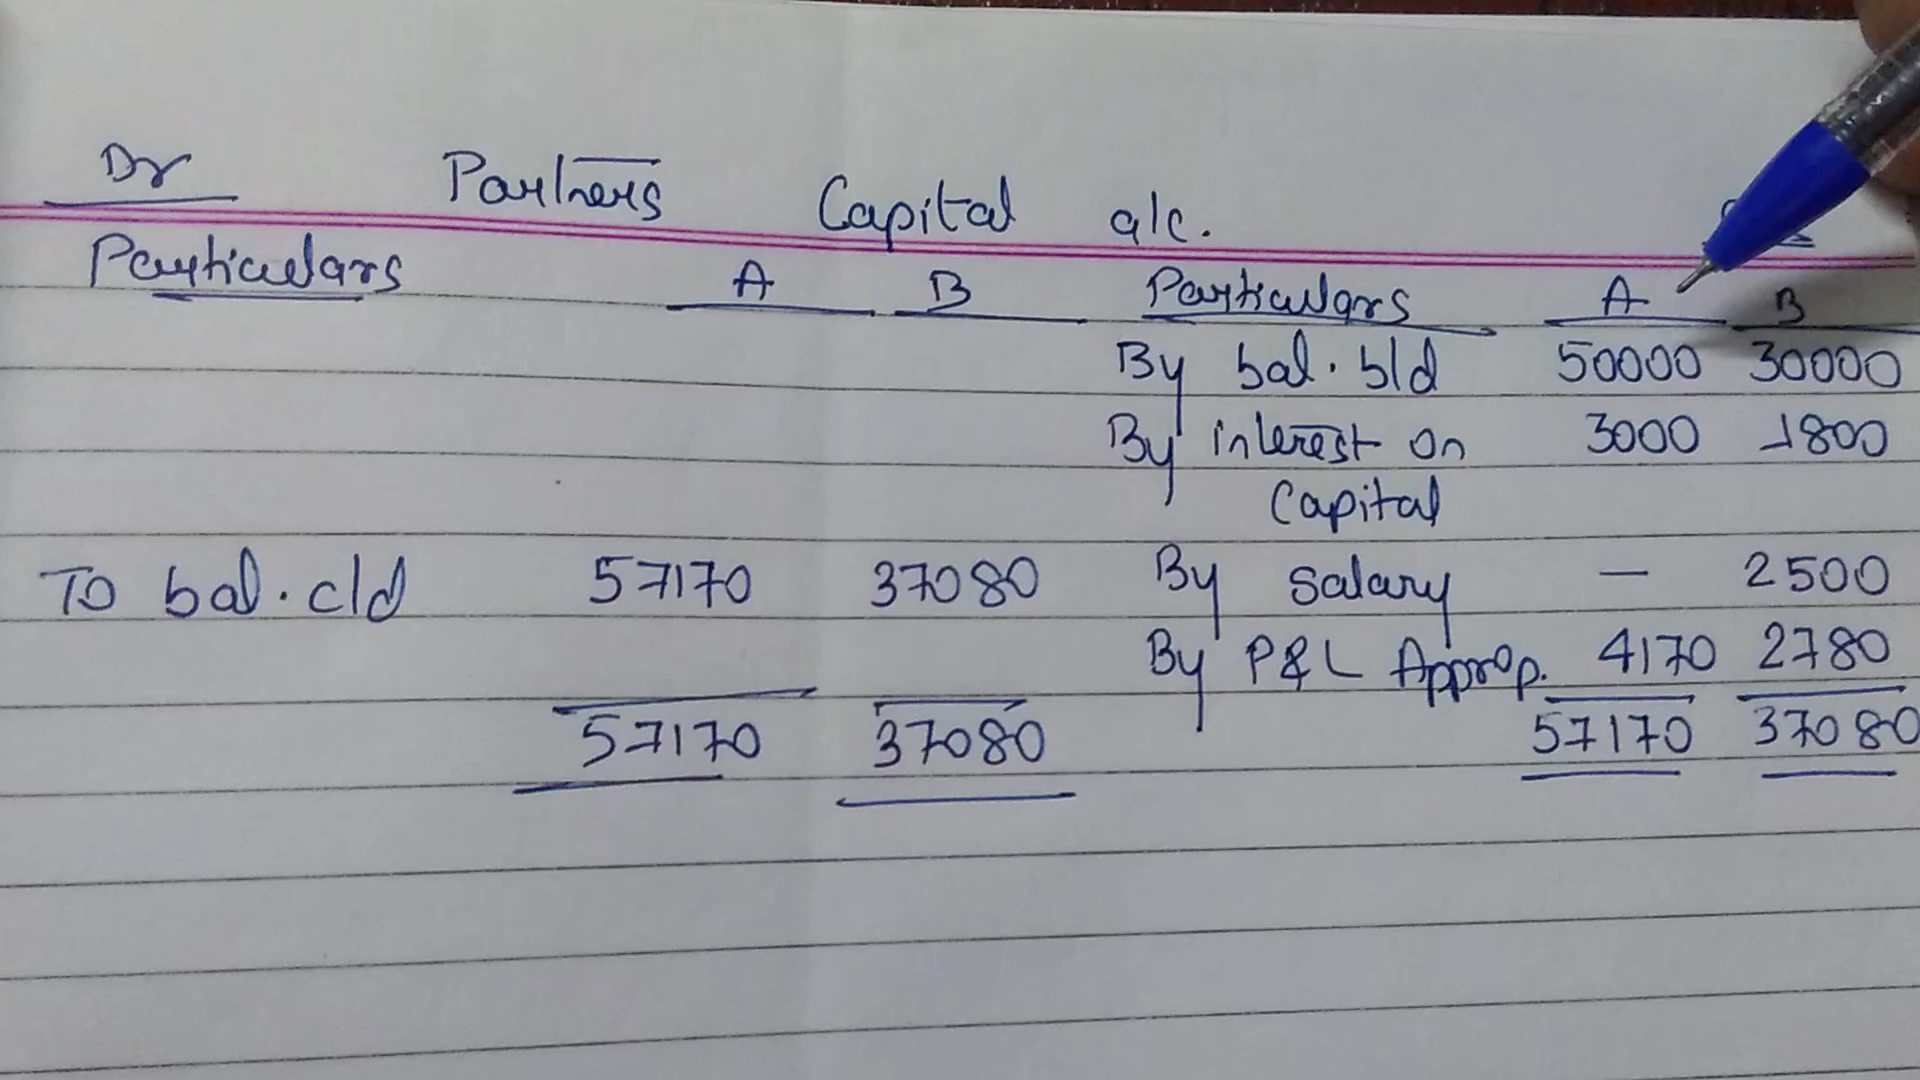 Dr Partners Capital a/c.
Particulars A B Particulars A B
By bal. b/d 50000 30000
By interest on 3000 1800
Capital
To bal. c/d 57170 37080 By salary — 2500
By P&L Approp. 4170 2780
57170 37080 57170 37080